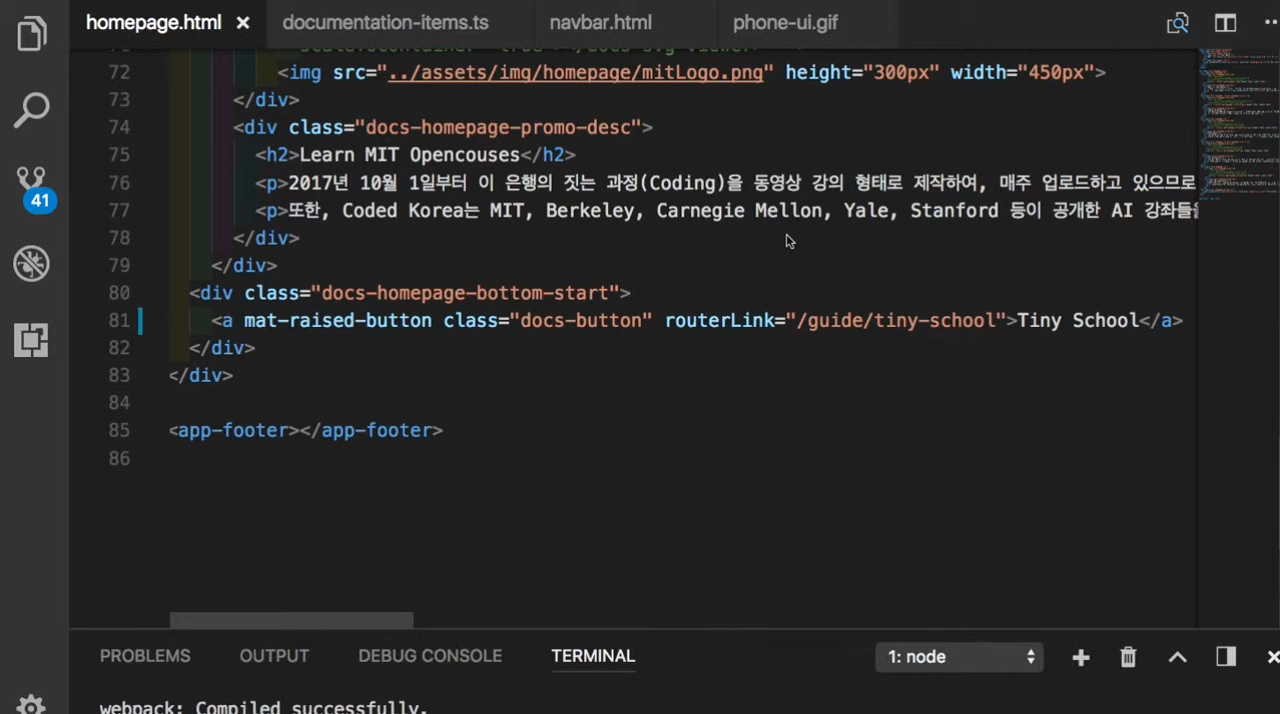 homepage.html × documentation-items.ts navbar.html phone-ui.gif
72 <img src="../assets/img/homepage/mitLogo.png" height="300px" width="450px">
73 </div>
74 <div class="docs-homepage-promo-desc">
75 <h2>Learn MIT Opencouses</h2>
76 <p>2017년 10월 1일부터 이 은행의 짓는 과정(Coding)을 동영상 강의 형태로 제작하여, 매주 업로드하고 있으므로
77 <p>또한, Coded Korea는 MIT, Berkeley, Carnegie Mellon, Yale, Stanford 등이 공개한 AI 강좌들을
78 </div>
79 </div>
80 <div class="docs-homepage-bottom-start">
81 <a mat-raised-button class="docs-button" routerLink="/guide/tiny-school">Tiny School</a>
82 </div>
83 </div>
84
85 <app-footer></app-footer>
86
41
PROBLEMS OUTPUT DEBUG CONSOLE TERMINAL 1: node
webpack: Compiled successfully.